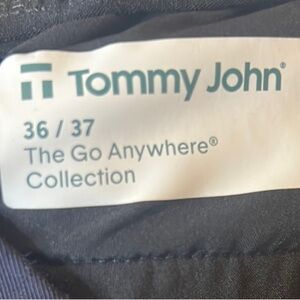 Tommy John®
36 / 37
The Go Anywhere®
Collection